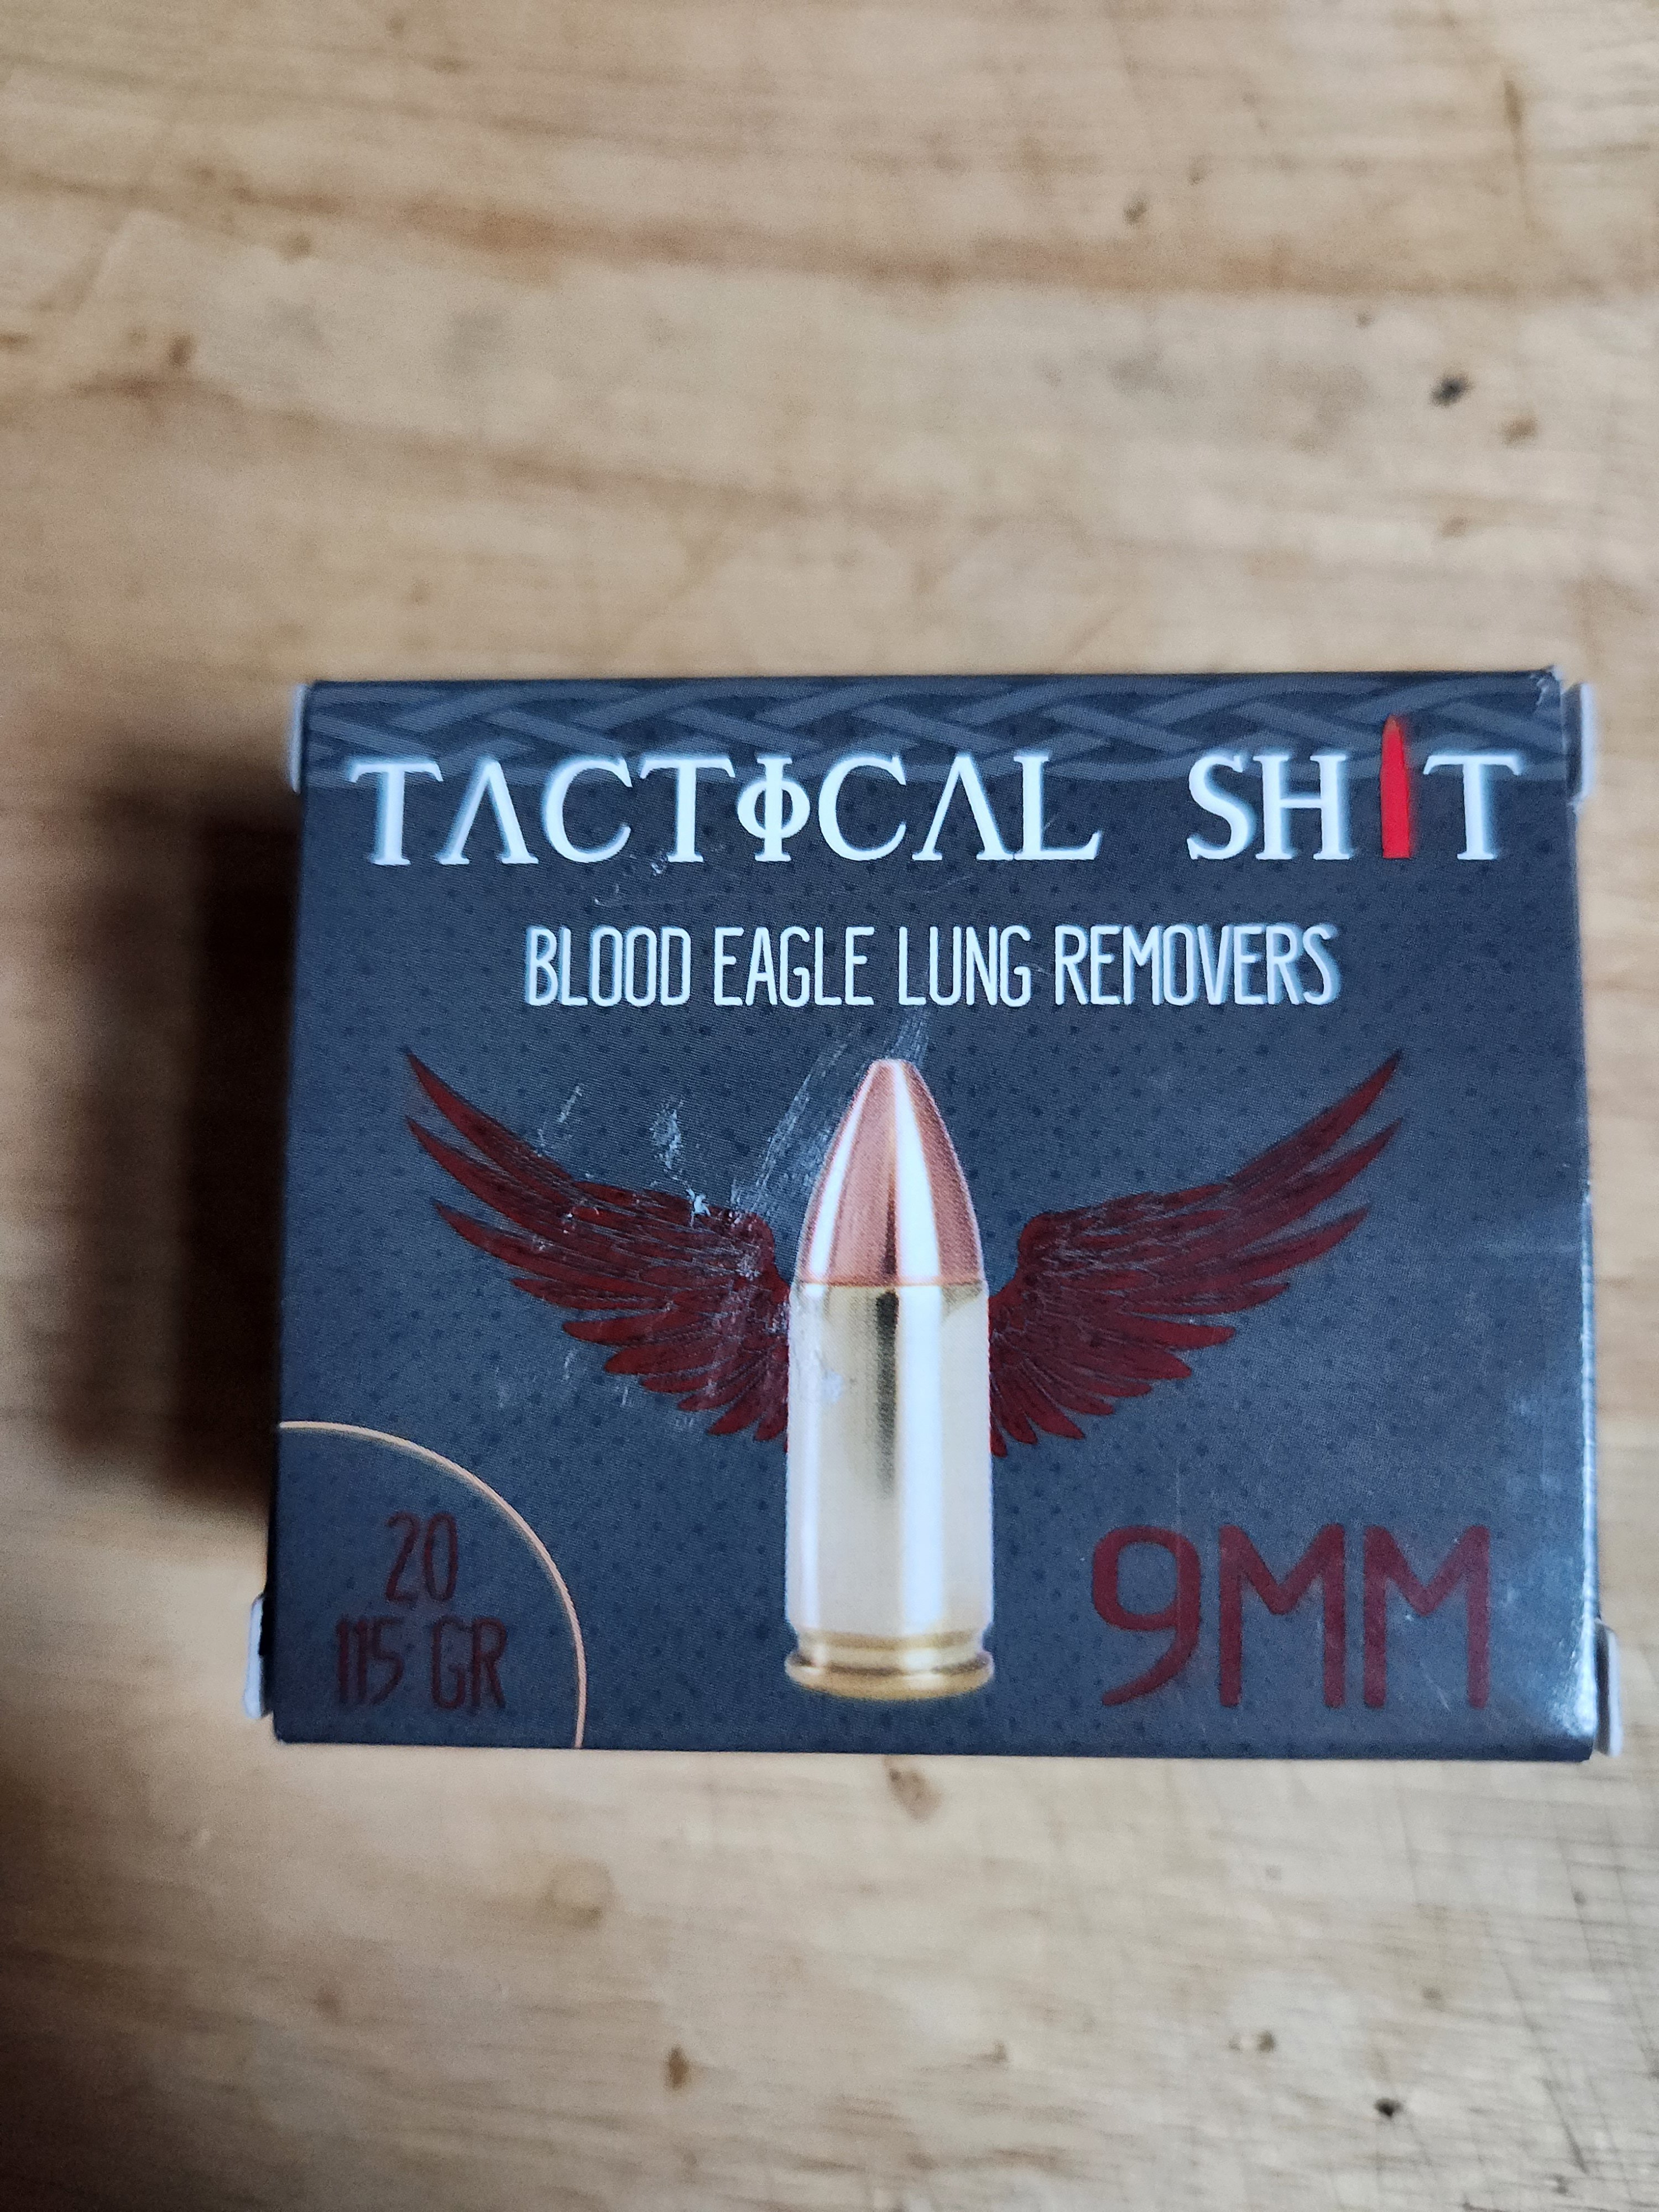 TACTICAL SHIT
BLOOD EAGLE LUNG REMOVERS
20
115 GR
9MM